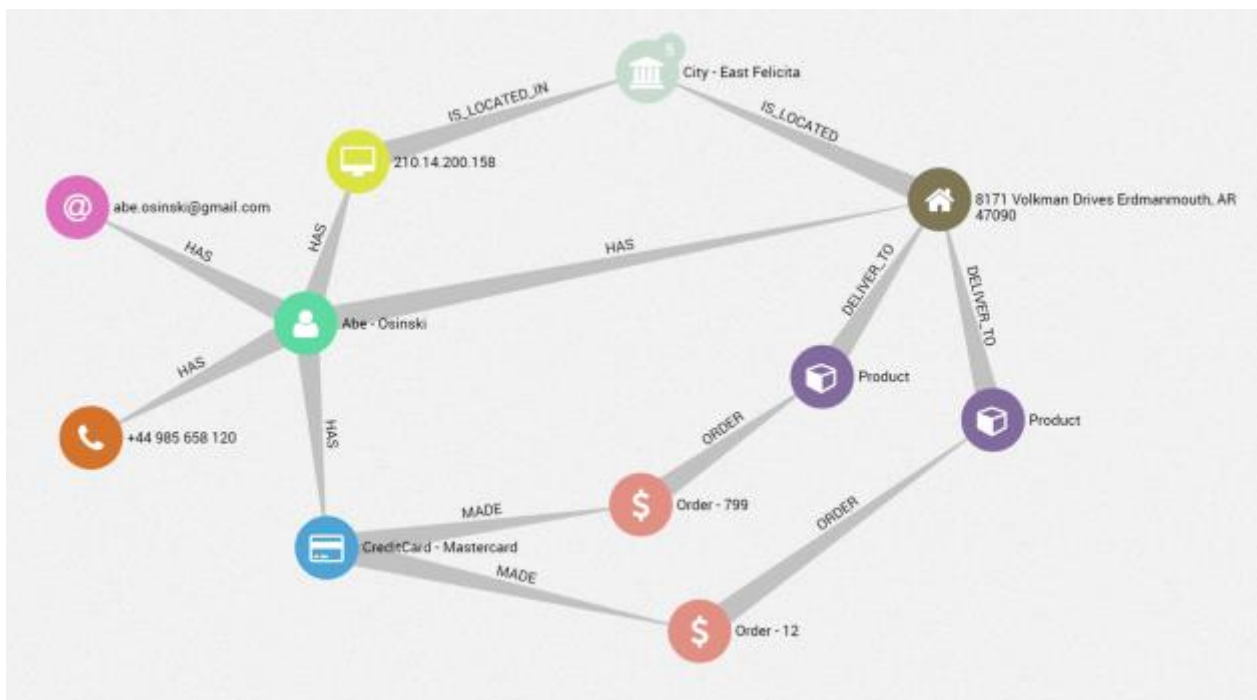 5
City - East Felicita
IS_LOCATED_IN
IS_LOCATED
210.14.200.158
@
abe.osinski@gmail.com
8171 Volkman Drives Erdmanmouth, AR
47090
HAS
HAS
HAS
DELIVER_TO
DELIVER_TO
Abe - Osinski
HAS
Product
Product
+44 985 658 120
HAS
ORDER
$
Order - 799
MADE
ORDER
CreditCard - Mastercard
MADE
$
Order - 12